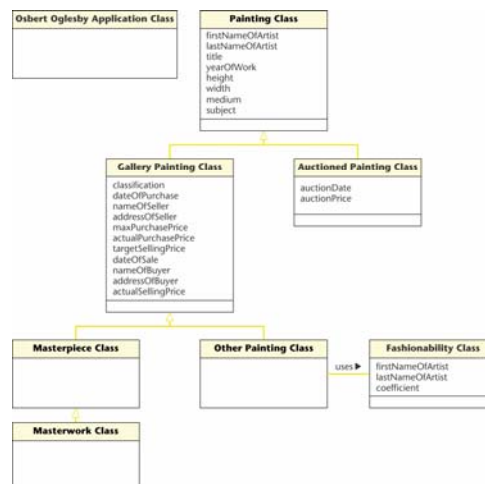 Osbert Oglesby Application Class
Painting Class
firstNameOfArtist
lastNameOfArtist
title
yearOfWork
height
width
medium
subject
Gallery Painting Class
classification
dateOfPurchase
nameOfSeller
addressOfSeller
maxPurchasePrice
actualPurchasePrice
targetSellingPrice
dateOfSale
nameOfBuyer
addressOfBuyer
actualSellingPrice
Auctioned Painting Class
auctionDate
auctionPrice
Masterpiece Class
Other Painting Class
uses ▶
Fashionability Class
firstNameOfArtist
lastNameOfArtist
coefficient
Masterwork Class